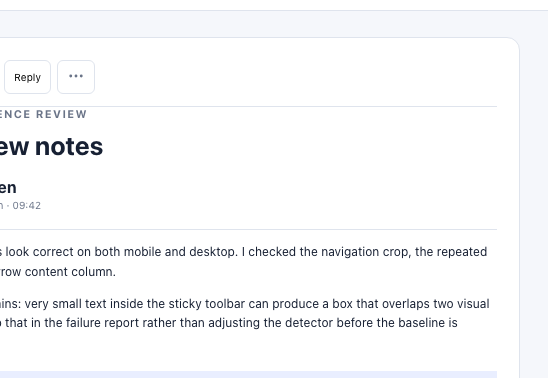 Reply
ENCE REVIEW
ew notes
en
n · 09:42
s look correct on both mobile and desktop. I checked the navigation crop, the repeated
row content column.
ins: very small text inside the sticky toolbar can produce a box that overlaps two visual
that in the failure report rather than adjusting the detector before the baseline is